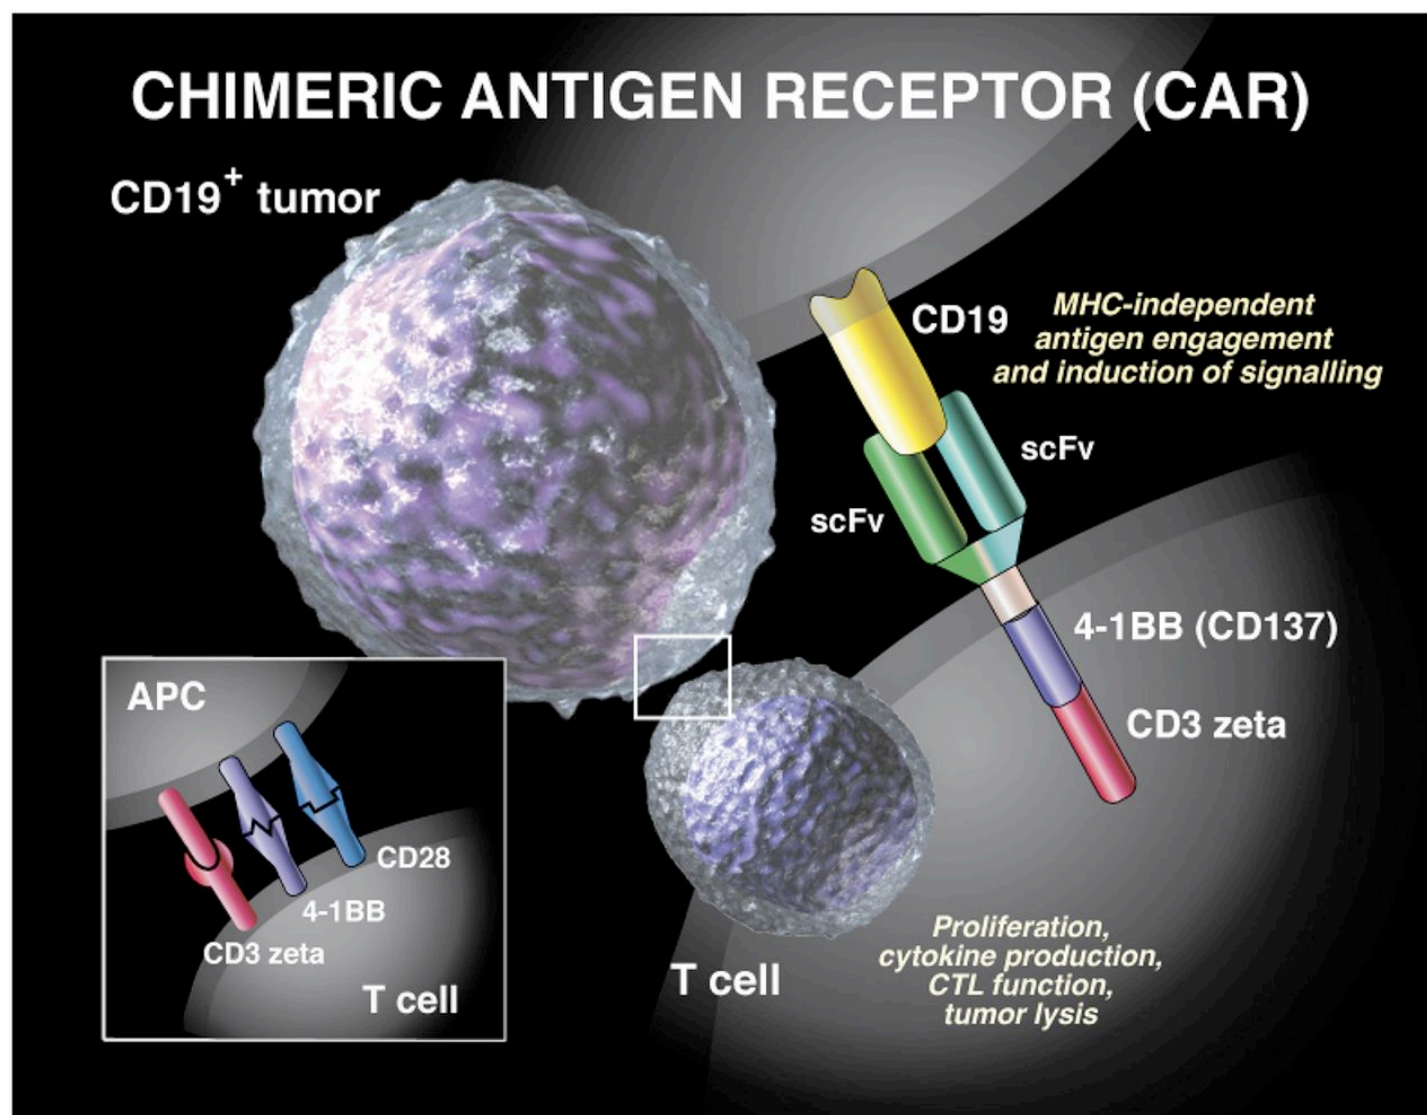 CHIMERIC ANTIGEN RECEPTOR (CAR)
CD19+ tumor
CD19
MHC-independent
antigen engagement
and induction of signalling
scFv
scFv
4-1BB (CD137)
CD3 zeta
APC
CD28
4-1BB
CD3 zeta
T cell
T cell
Proliferation,
cytokine production,
CTL function,
tumor lysis